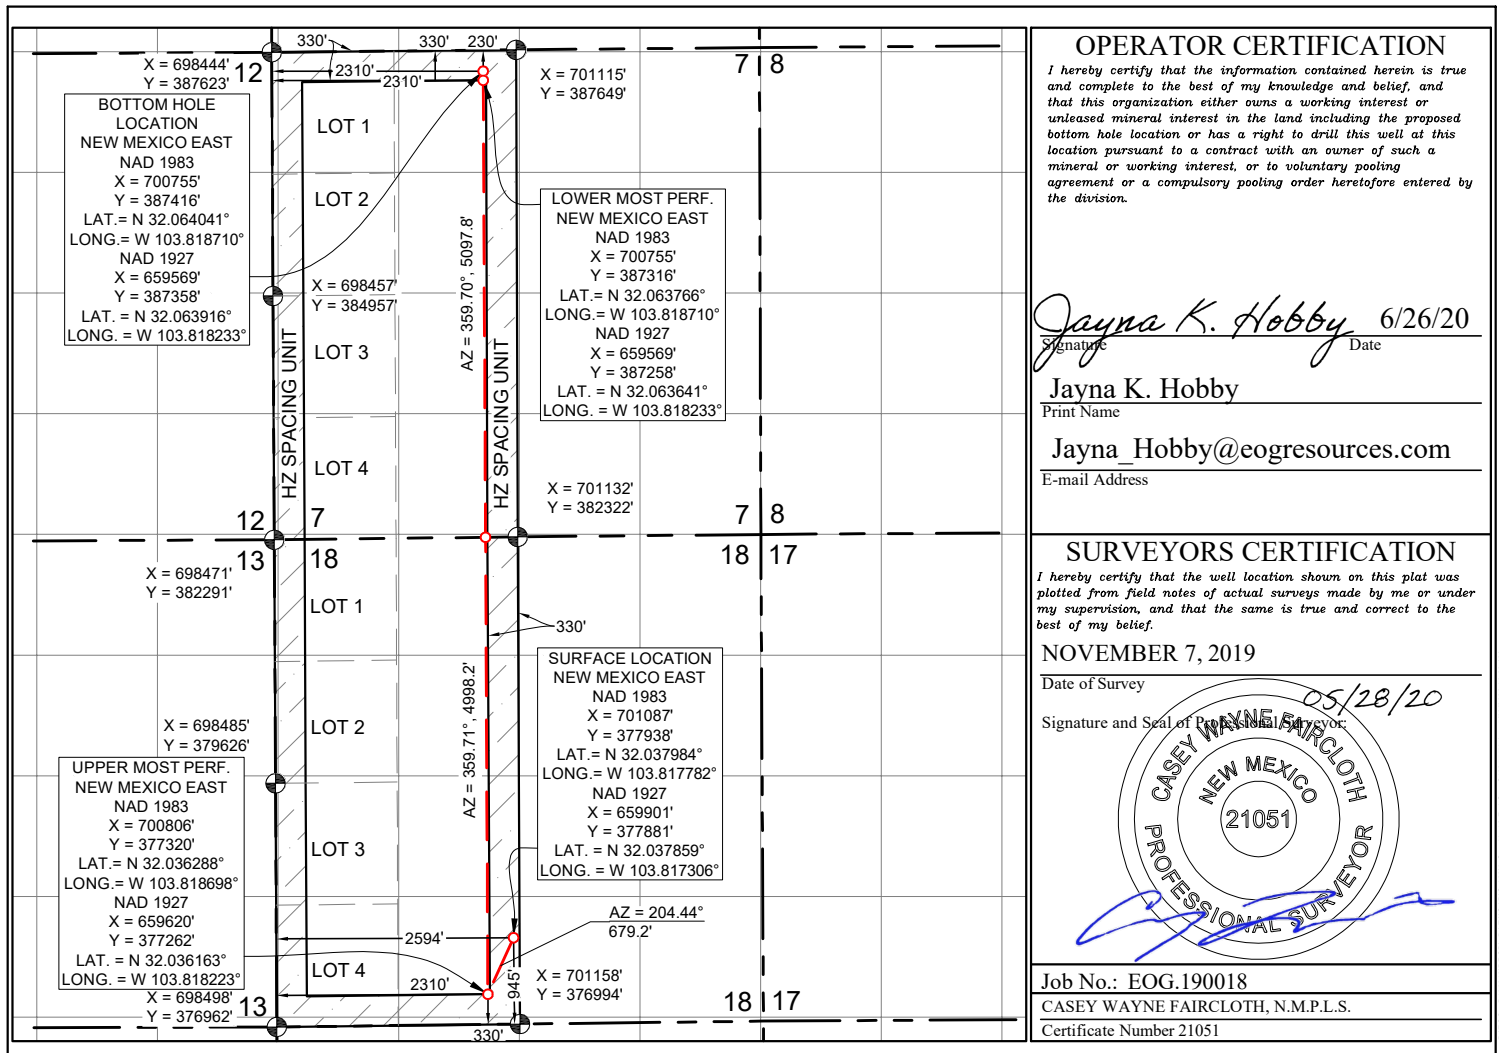 330'
330'
230'
X = 698444'
Y = 387623'
12
2310'
2310'
X = 701115'
Y = 387649'
7
8
BOTTOM HOLE
LOCATION
NEW MEXICO EAST
NAD 1983
X = 700755'
Y = 387416'
LAT.= N 32.064041°
LONG.= W 103.818710°
NAD 1927
X = 659569'
Y = 387358'
LAT. = N 32.063916°
LONG. = W 103.818233°
LOT 1
LOT 2
X = 698457'
Y = 384957'
LOT 3
LOT 4
HZ SPACING UNIT
AZ = 359.70°, 5097.8'
HZ SPACING UNIT
LOWER MOST PERF.
NEW MEXICO EAST
NAD 1983
X = 700755'
Y = 387316'
LAT.= N 32.063766°
LONG.= W 103.818710°
NAD 1927
X = 659569'
Y = 387258'
LAT. = N 32.063641°
LONG. = W 103.818233°
X = 701132'
Y = 382322'
12
7
7
8
13
18
18
17
X = 698471'
Y = 382291'
LOT 1
330'
AZ = 359.71°, 4998.2'
X = 698485'
Y = 379626'
LOT 2
LOT 3
LOT 4
SURFACE LOCATION
NEW MEXICO EAST
NAD 1983
X = 701087'
Y = 377938'
LAT.= N 32.037984°
LONG.= W 103.817782°
NAD 1927
X = 659901'
Y = 377881'
LAT. = N 32.037859°
LONG. = W 103.817306°
UPPER MOST PERF.
NEW MEXICO EAST
NAD 1983
X = 700806'
Y = 377320'
LAT.= N 32.036288°
LONG.= W 103.818698°
NAD 1927
X = 659620'
Y = 377262'
LAT. = N 32.036163°
LONG. = W 103.818223°
AZ = 204.44°
679.2'
2594'
2310'
945'
X = 701158'
Y = 376994'
X = 698498'
Y = 376962'
13
18
17
330'
OPERATOR CERTIFICATION
I hereby certify that the information contained herein is true
and complete to the best of my knowledge and belief, and
that this organization either owns a working interest or
unleased mineral interest in the land including the proposed
bottom hole location or has a right to drill this well at this
location pursuant to a contract with an owner of such a
mineral or working interest, or to voluntary pooling
agreement or a compulsory pooling order heretofore entered by
the division.
Jayna K. Hobby 6/26/20
Signature Date
Jayna K. Hobby
Print Name
Jayna_Hobby@eogresources.com
E-mail Address
SURVEYORS CERTIFICATION
I hereby certify that the well location shown on this plat was
plotted from field notes of actual surveys made by me or under
my supervision, and that the same is true and correct to the
best of my belief.
NOVEMBER 7, 2019
Date of Survey
05/28/20
Signature and Seal of Professional Surveyor:
CASEY WAYNE FAIRCLOTH
NEW MEXICO
21051
PROFESSIONAL SURVEYOR
Job No.: EOG.190018
CASEY WAYNE FAIRCLOTH, N.M.P.L.S.
Certificate Number 21051